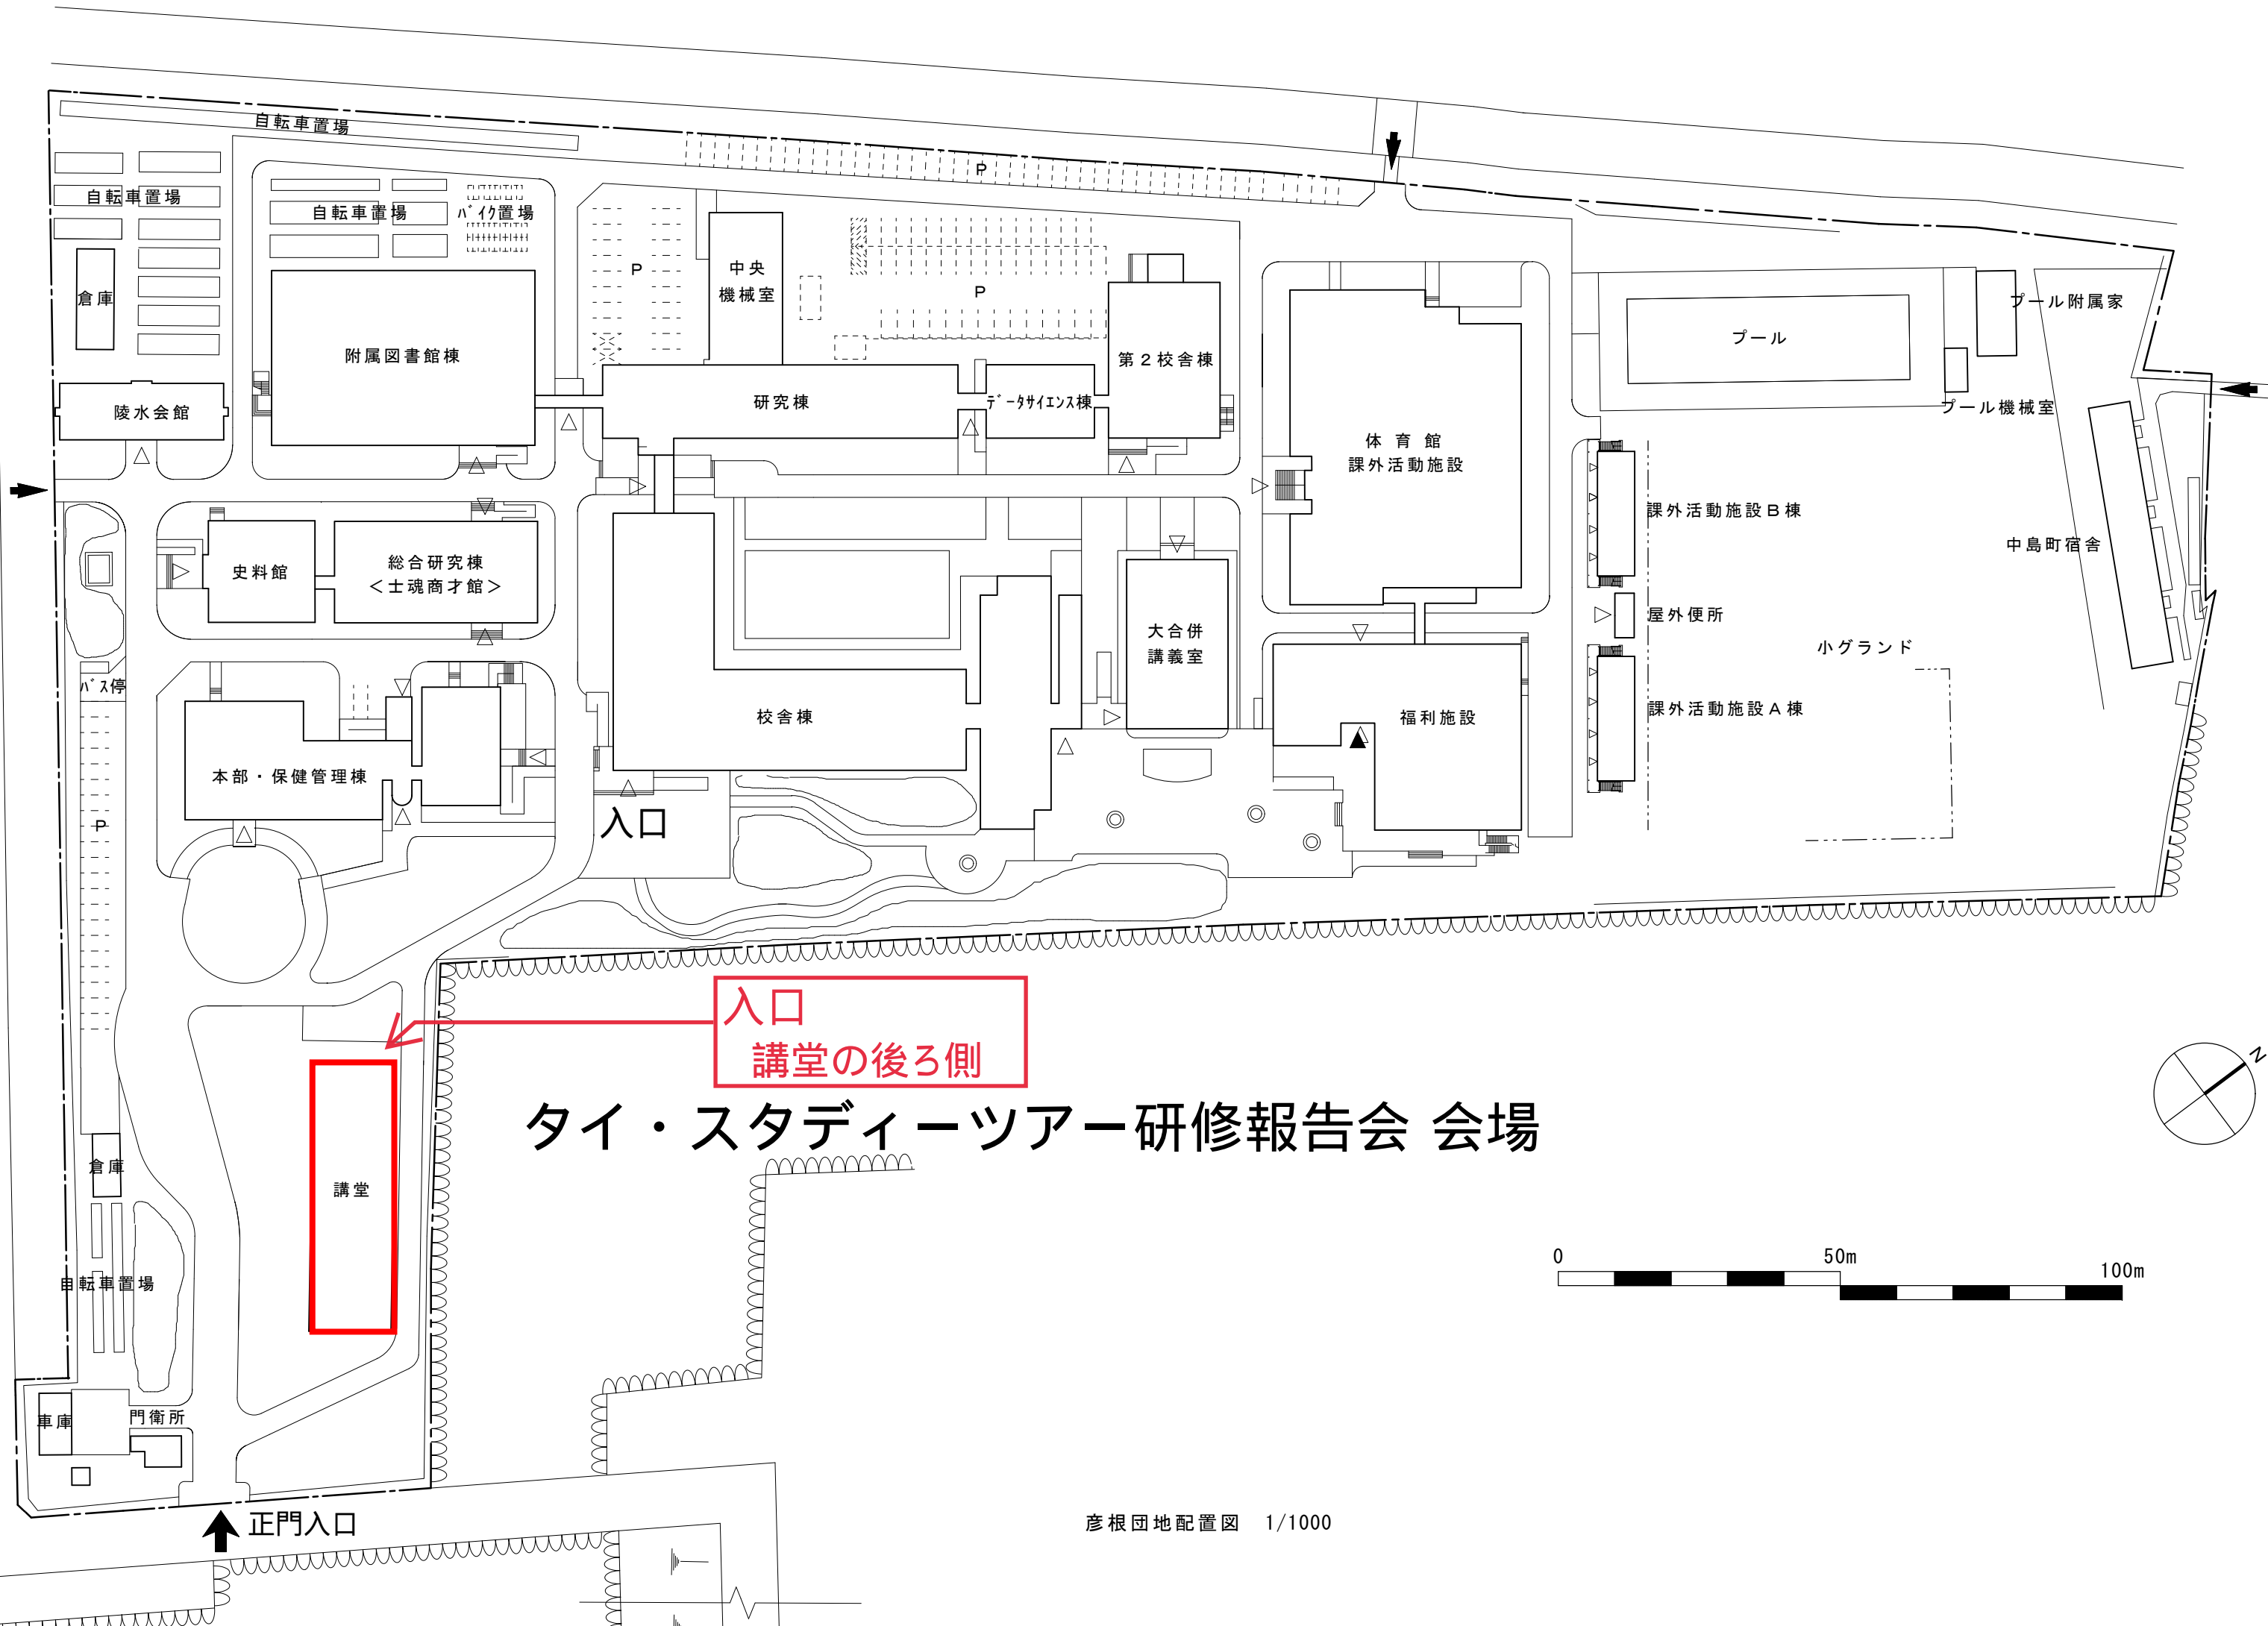 自転車置場
P
自転車置場
自転車置場
バイク置場
P
中央
機械室
P
倉庫
附属図書館棟
第2校舎棟
プール
プール附属家
陵水会館
研究棟
データサイエンス棟
プール機械室
体育館
課外活動施設
課外活動施設B棟
中島町宿舎
史料館
総合研究棟
<士魂商才館>
屋外便所
大合併
講義室
小グランド
バス停
校舎棟
福利施設
課外活動施設A棟
本部・保健管理棟
P
入口
入口
講堂の後ろ側
N
タイ・スタディーツアー研修報告会 会場
倉庫
講堂
自転車置場
0
50m
100m
車庫
門衛所
正門入口
彦根団地配置図 1/1000